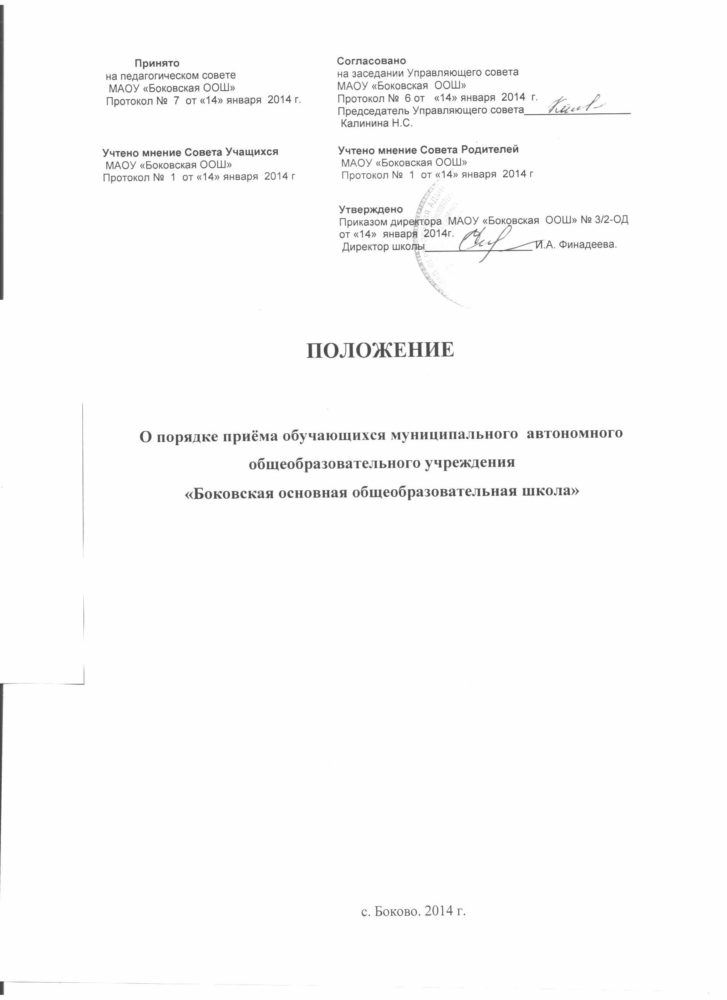 Принято
на педагогическом совете
МАОУ «Боковская ООШ»
Протокол № 7 от «14» января 2014 г.
Согласовано
на заседании Управляющего совета
МАОУ «Боковская ООШ»
Протокол № 6 от «14» января 2014 г.
Председатель Управляющего совета
Калинина Н.С.
Учтено мнение Совета Учащихся
МАОУ «Боковская ООШ»
Протокол № 1 от «14» января 2014 г
Учтено мнение Совета Родителей
МАОУ «Боковская ООШ»
Протокол № 1 от «14» января 2014 г
Утверждено
Приказом директора МАОУ «Боковская ООШ» № 3/2-ОД
от «14» января 2014г.
Директор школы И.А. Финадеева.
ПОЛОЖЕНИЕ
О порядке приёма обучающихся муниципального автономного
общеобразовательного учреждения
«Боковская основная общеобразовательная школа»
с. Боково. 2014 г.